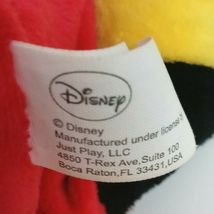 Disney
© Disney
Manufactured under license
Just Play, LLC
4850 T-Rex Ave,Suite 100
Boca Raton,FL 33431,USA